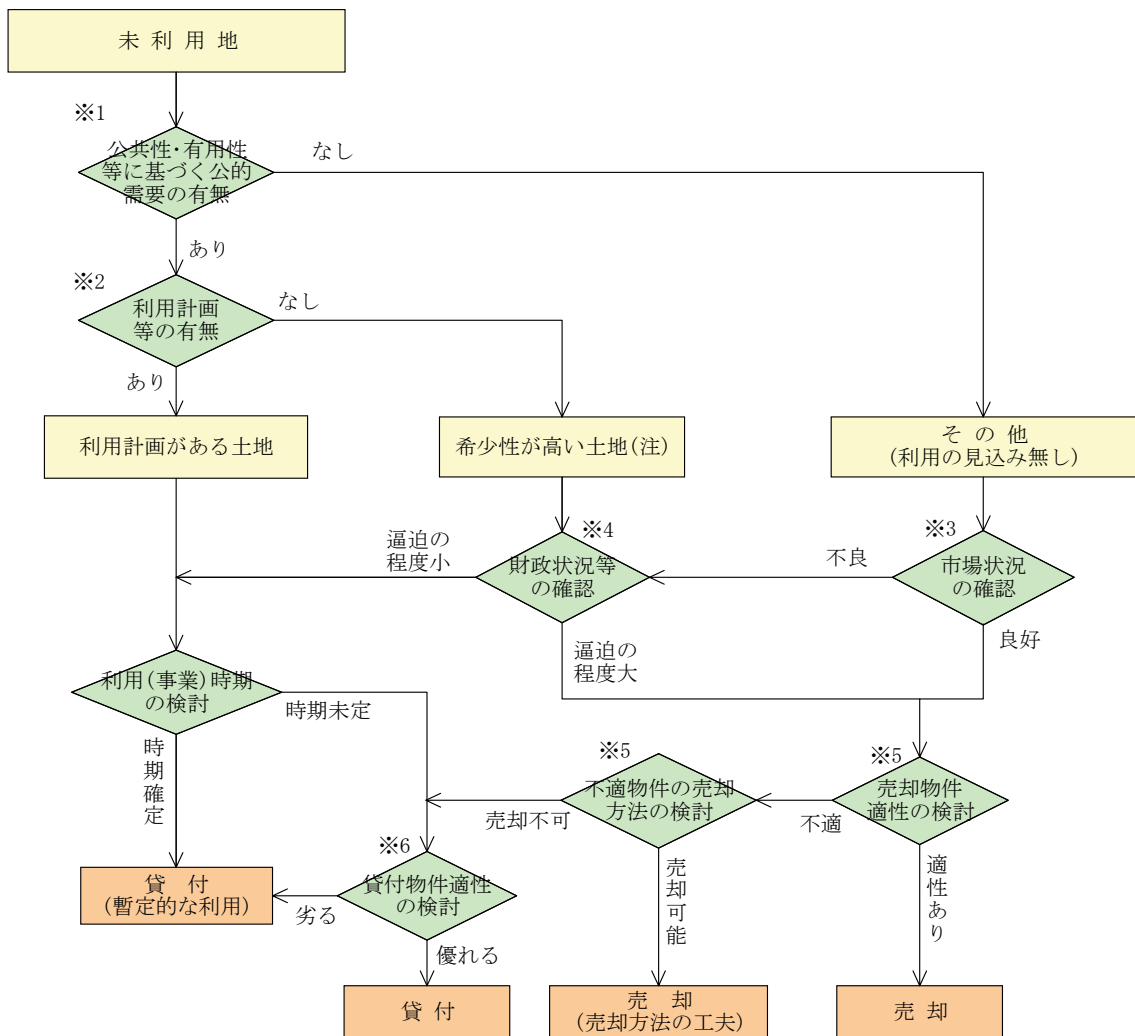 未利用地
※1
公共性・有用性
等に基づく公的
需要の有無
なし
あり
※2
利用計画
等の有無
なし
あり
利用計画がある土地
希少性が高い土地(注)
その他
(利用の見込み無し)
※4
財政状況等
の確認
逼迫の
程度小
※3
市場状況
の確認
不良
良好
逼迫の
程度大
利用(事業)時期
の検討
時期未定
時期確定
※5
不適物件の売却
方法の検討
※5
売却物件
適性の検討
不適
売却不可
※6
貸付物件適性
の検討
劣る
優れる
売却可能
適性あり
貸付
(暫定的な利用)
貸付
売却
(売却方法の工夫)
売却